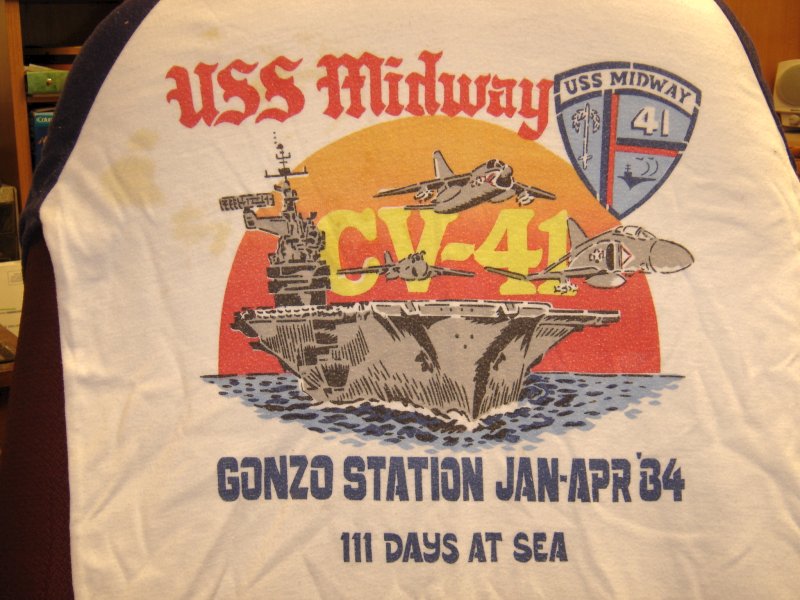 USS Midway
USS MIDWAY
41
CV-41
GONZO STATION JAN-APR '84
111 DAYS AT SEA